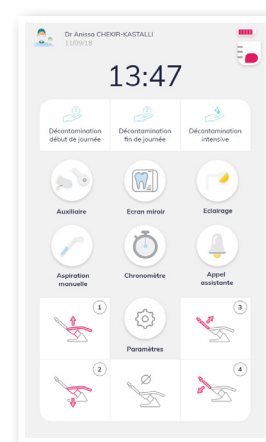 Dr Anissa CHEKIR-KASTALLI
11/09/18
13:47
Décontamination
début de journée
Décontamination
fin de journée
Décontamination
intensive
Auxiliaire
Ecran miroir
Eclairage
Aspiration
manuelle
Chronomètre
Appel
assistante
1
Paramètres
3
2
4